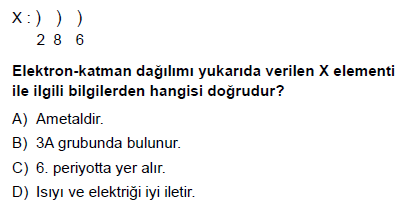 X : ) ) )
2 8 6
Elektron-katman dağılımı yukarıda verilen X elementi
ile ilgili bilgilerden hangisi doğrudur?
A) Ametaldir.
B) 3A grubunda bulunur.
C) 6. periyotta yer alır.
D) Isıyı ve elektriği iyi iletir.